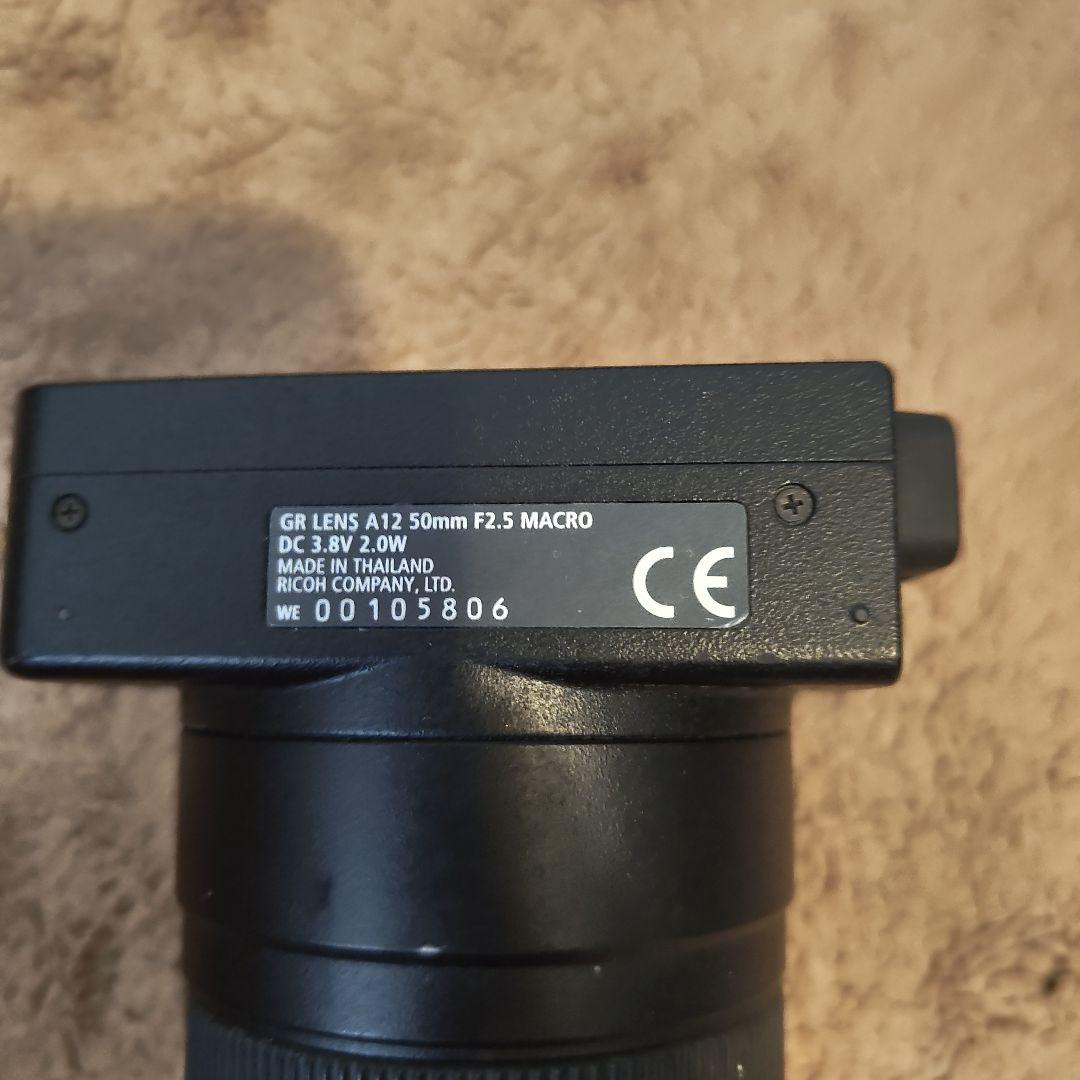 GR LENS A12 50mm F2.5 MACRO
DC 3.8V 2.0W
MADE IN THAILAND
RICOH COMPANY, LTD.
WE 00105806
CE